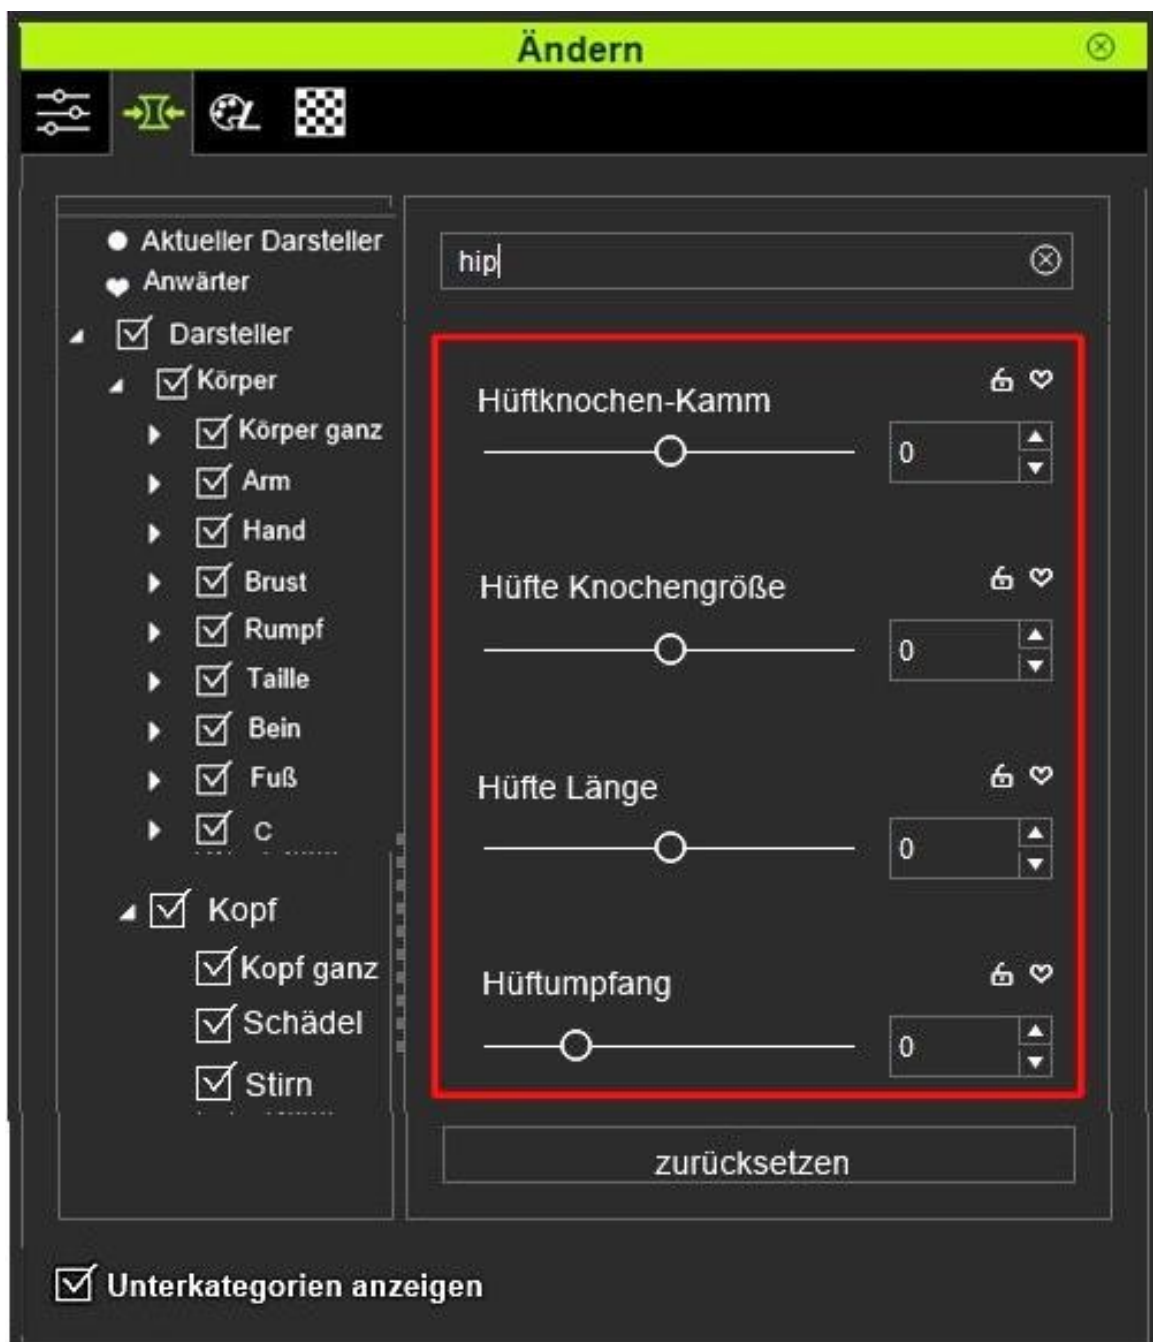 Ändern
Aktueller Darsteller
Anwärter
Darsteller
Körper
Körper ganz
Arm
Hand
Brust
Rumpf
Taille
Bein
Fuß
C
Kopf
Kopf ganz
Schädel
Stirn
hip
Hüftknochen-Kamm
0
Hüfte Knochengröße
0
Hüfte Länge
0
Hüftumpfang
0
zurücksetzen
Unterkategorien anzeigen